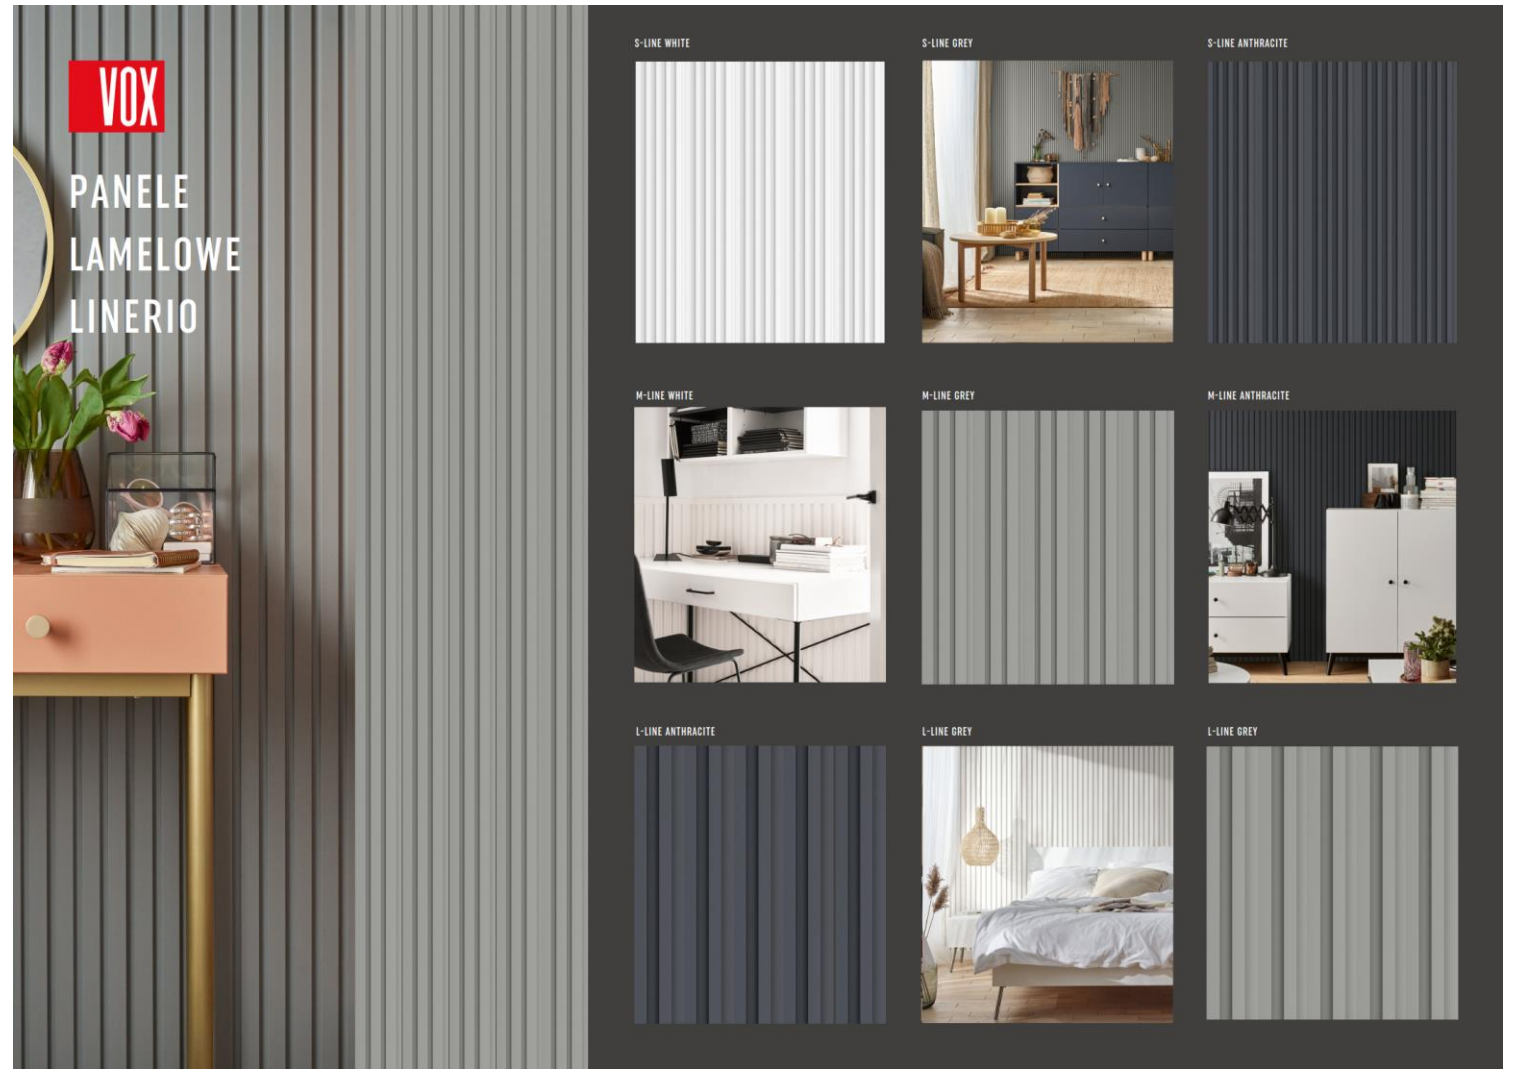 VOX
PANELE
LAMELOWE
LINERIO
S-LINE WHITE
S-LINE GREY
S-LINE ANTHRACITE
M-LINE WHITE
M-LINE GREY
M-LINE ANTHRACITE
L-LINE ANTHRACITE
L-LINE GREY
L-LINE GREY